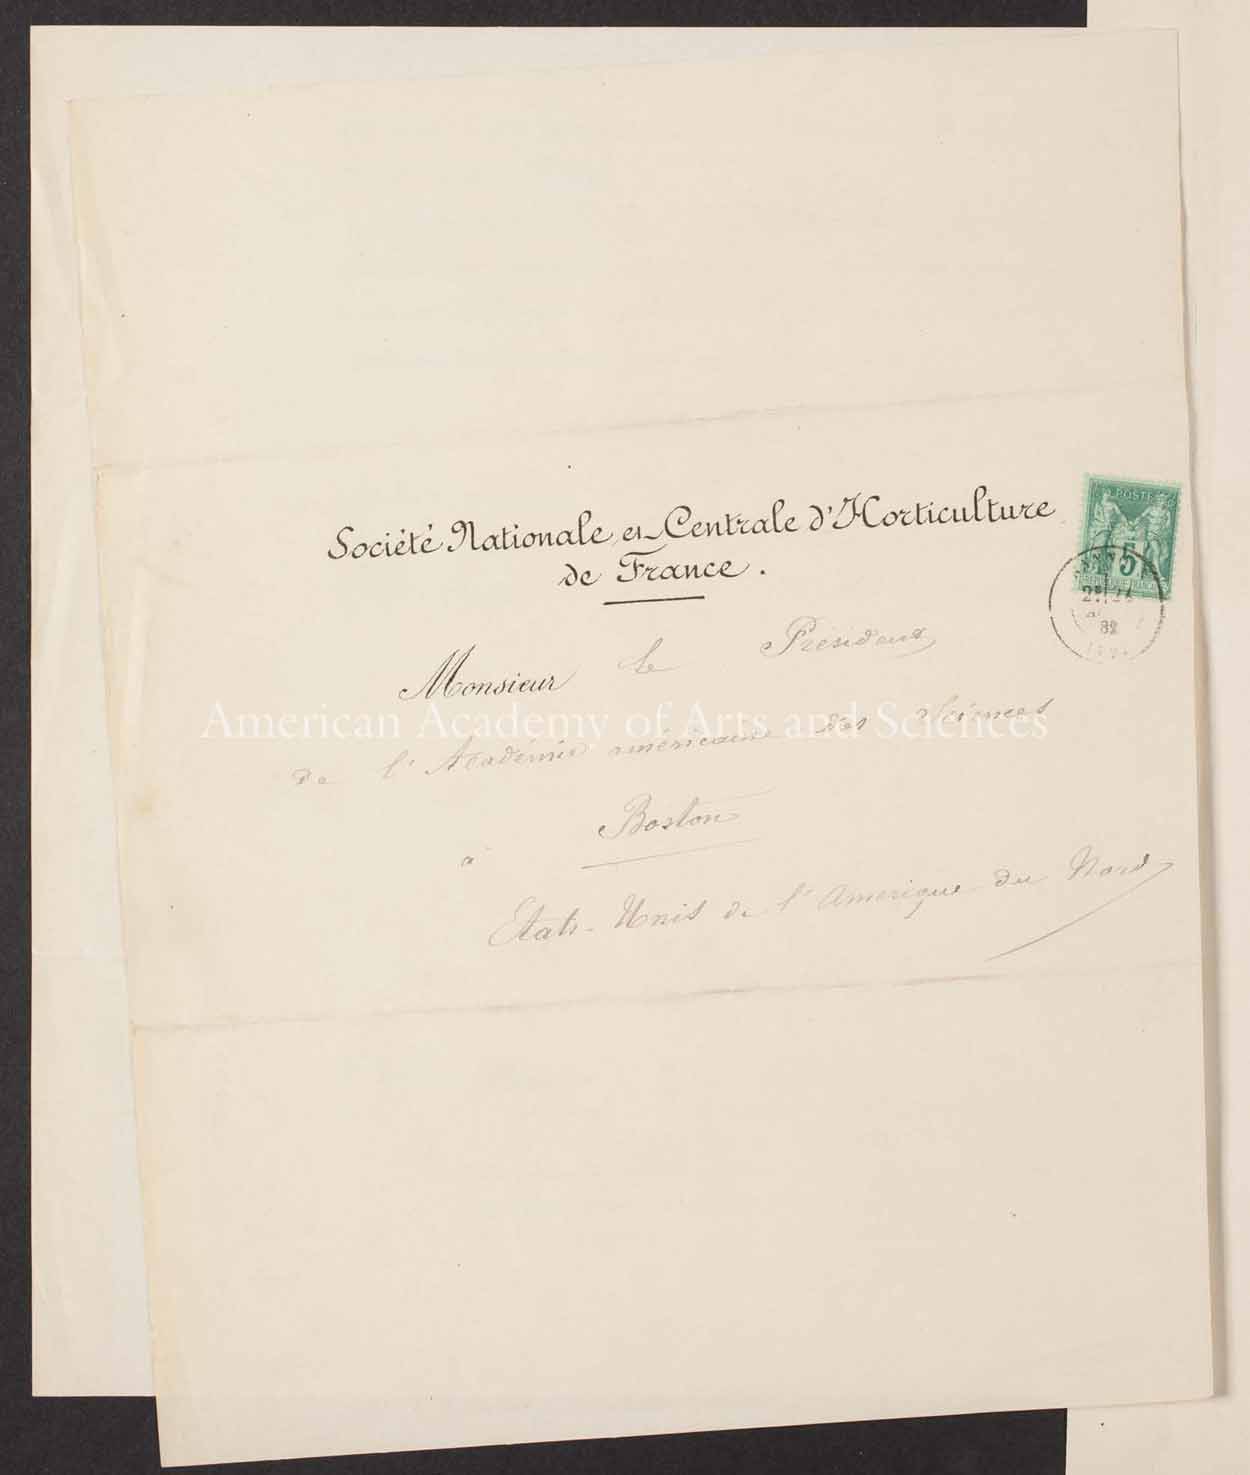 Société Nationale et Centrale d'Horticulture
de France.
POSTE
5
82
Monsieur le Président
American Academy of Arts and Sciences
de l'Académie américaine des Sciences
à Boston
Etats-Unis de l'Amérique du Nord